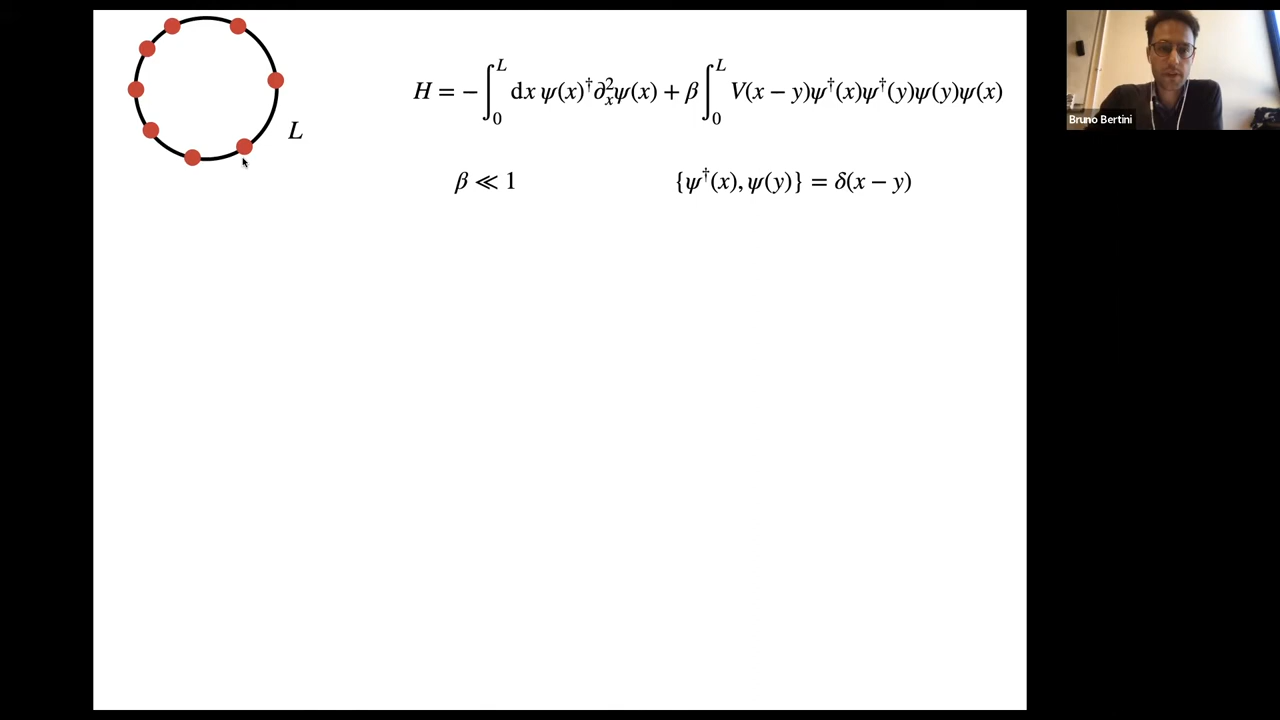 L
H = −∫₀ᴸ dx ψ(x)†∂ₓ²ψ(x) + β∫₀ᴸ V(x − y)ψ†(x)ψ†(y)ψ(y)ψ(x)
β ≪ 1
{ψ†(x), ψ(y)} = δ(x − y)
Bruno Bertini